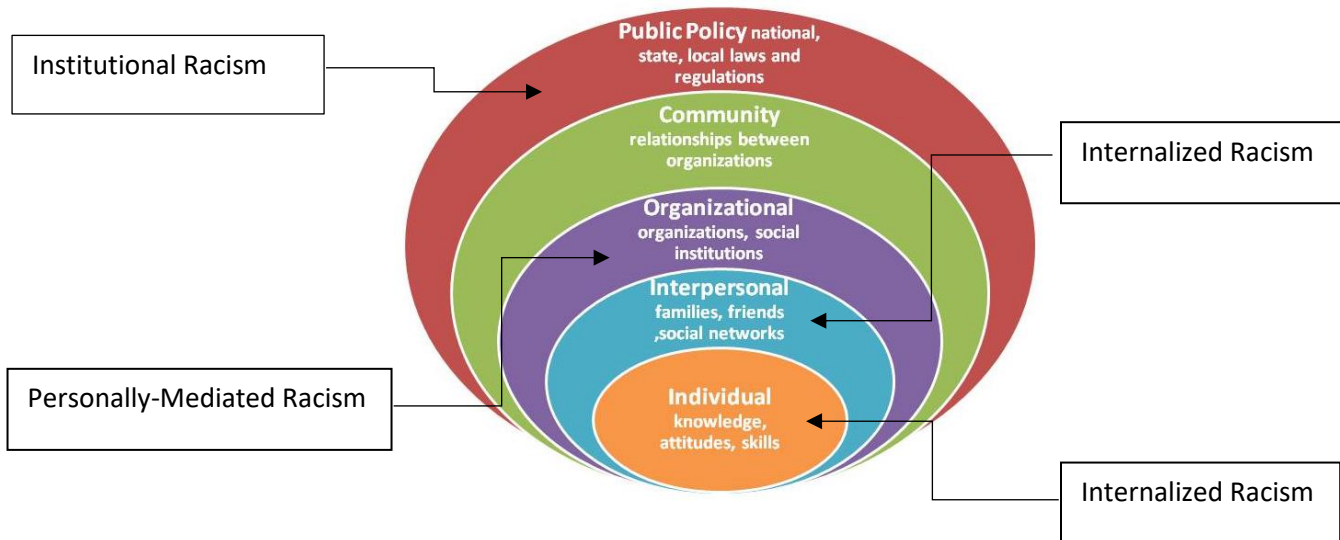 Institutional Racism
Public Policy national,
state, local laws and
regulations
Community
relationships between
organizations
Internalized Racism
Organizational
organizations, social
institutions
Interpersonal
families, friends
,social networks
Personally-Mediated Racism
Individual
knowledge,
attitudes, skills
Internalized Racism